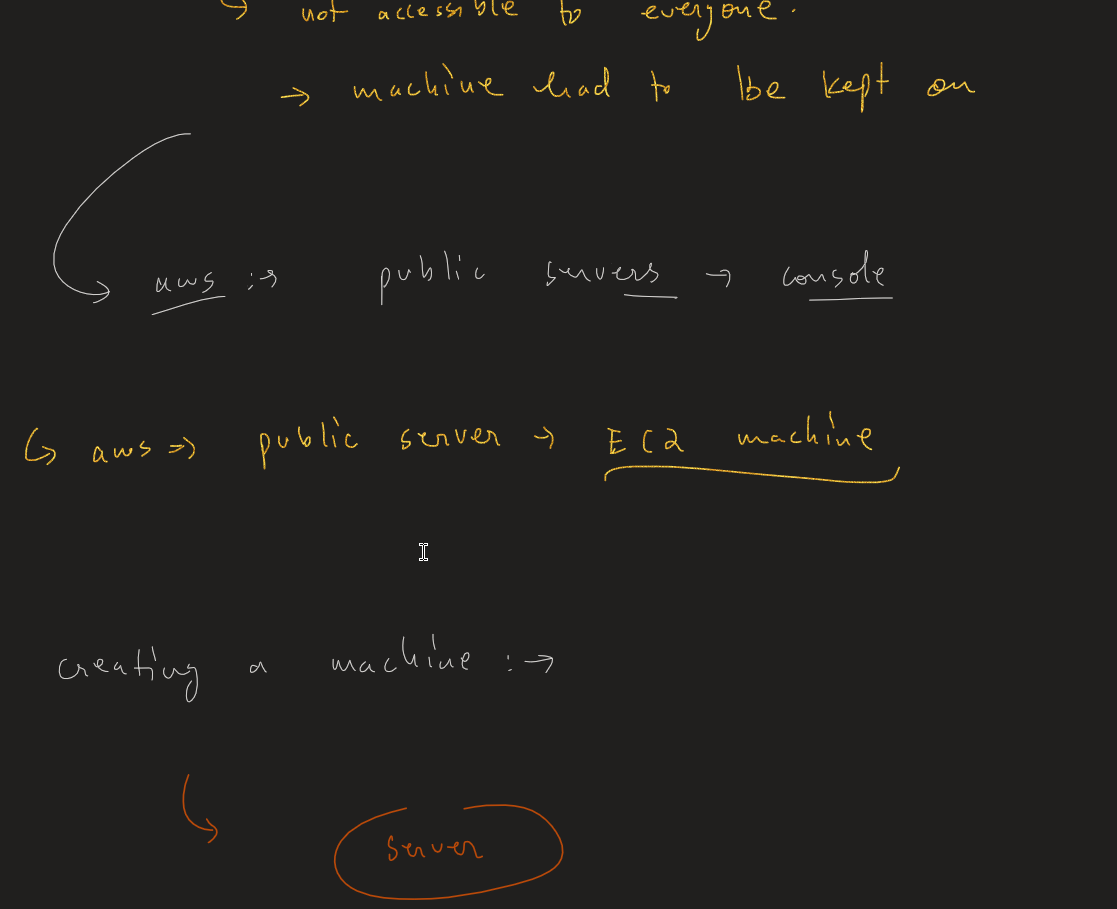 ↳ not accessible to everyone.
→ machine had to be kept on
aws :→ public servers → console
↳ aws => public server → EC2 machine
creating a machine :→
↳ server